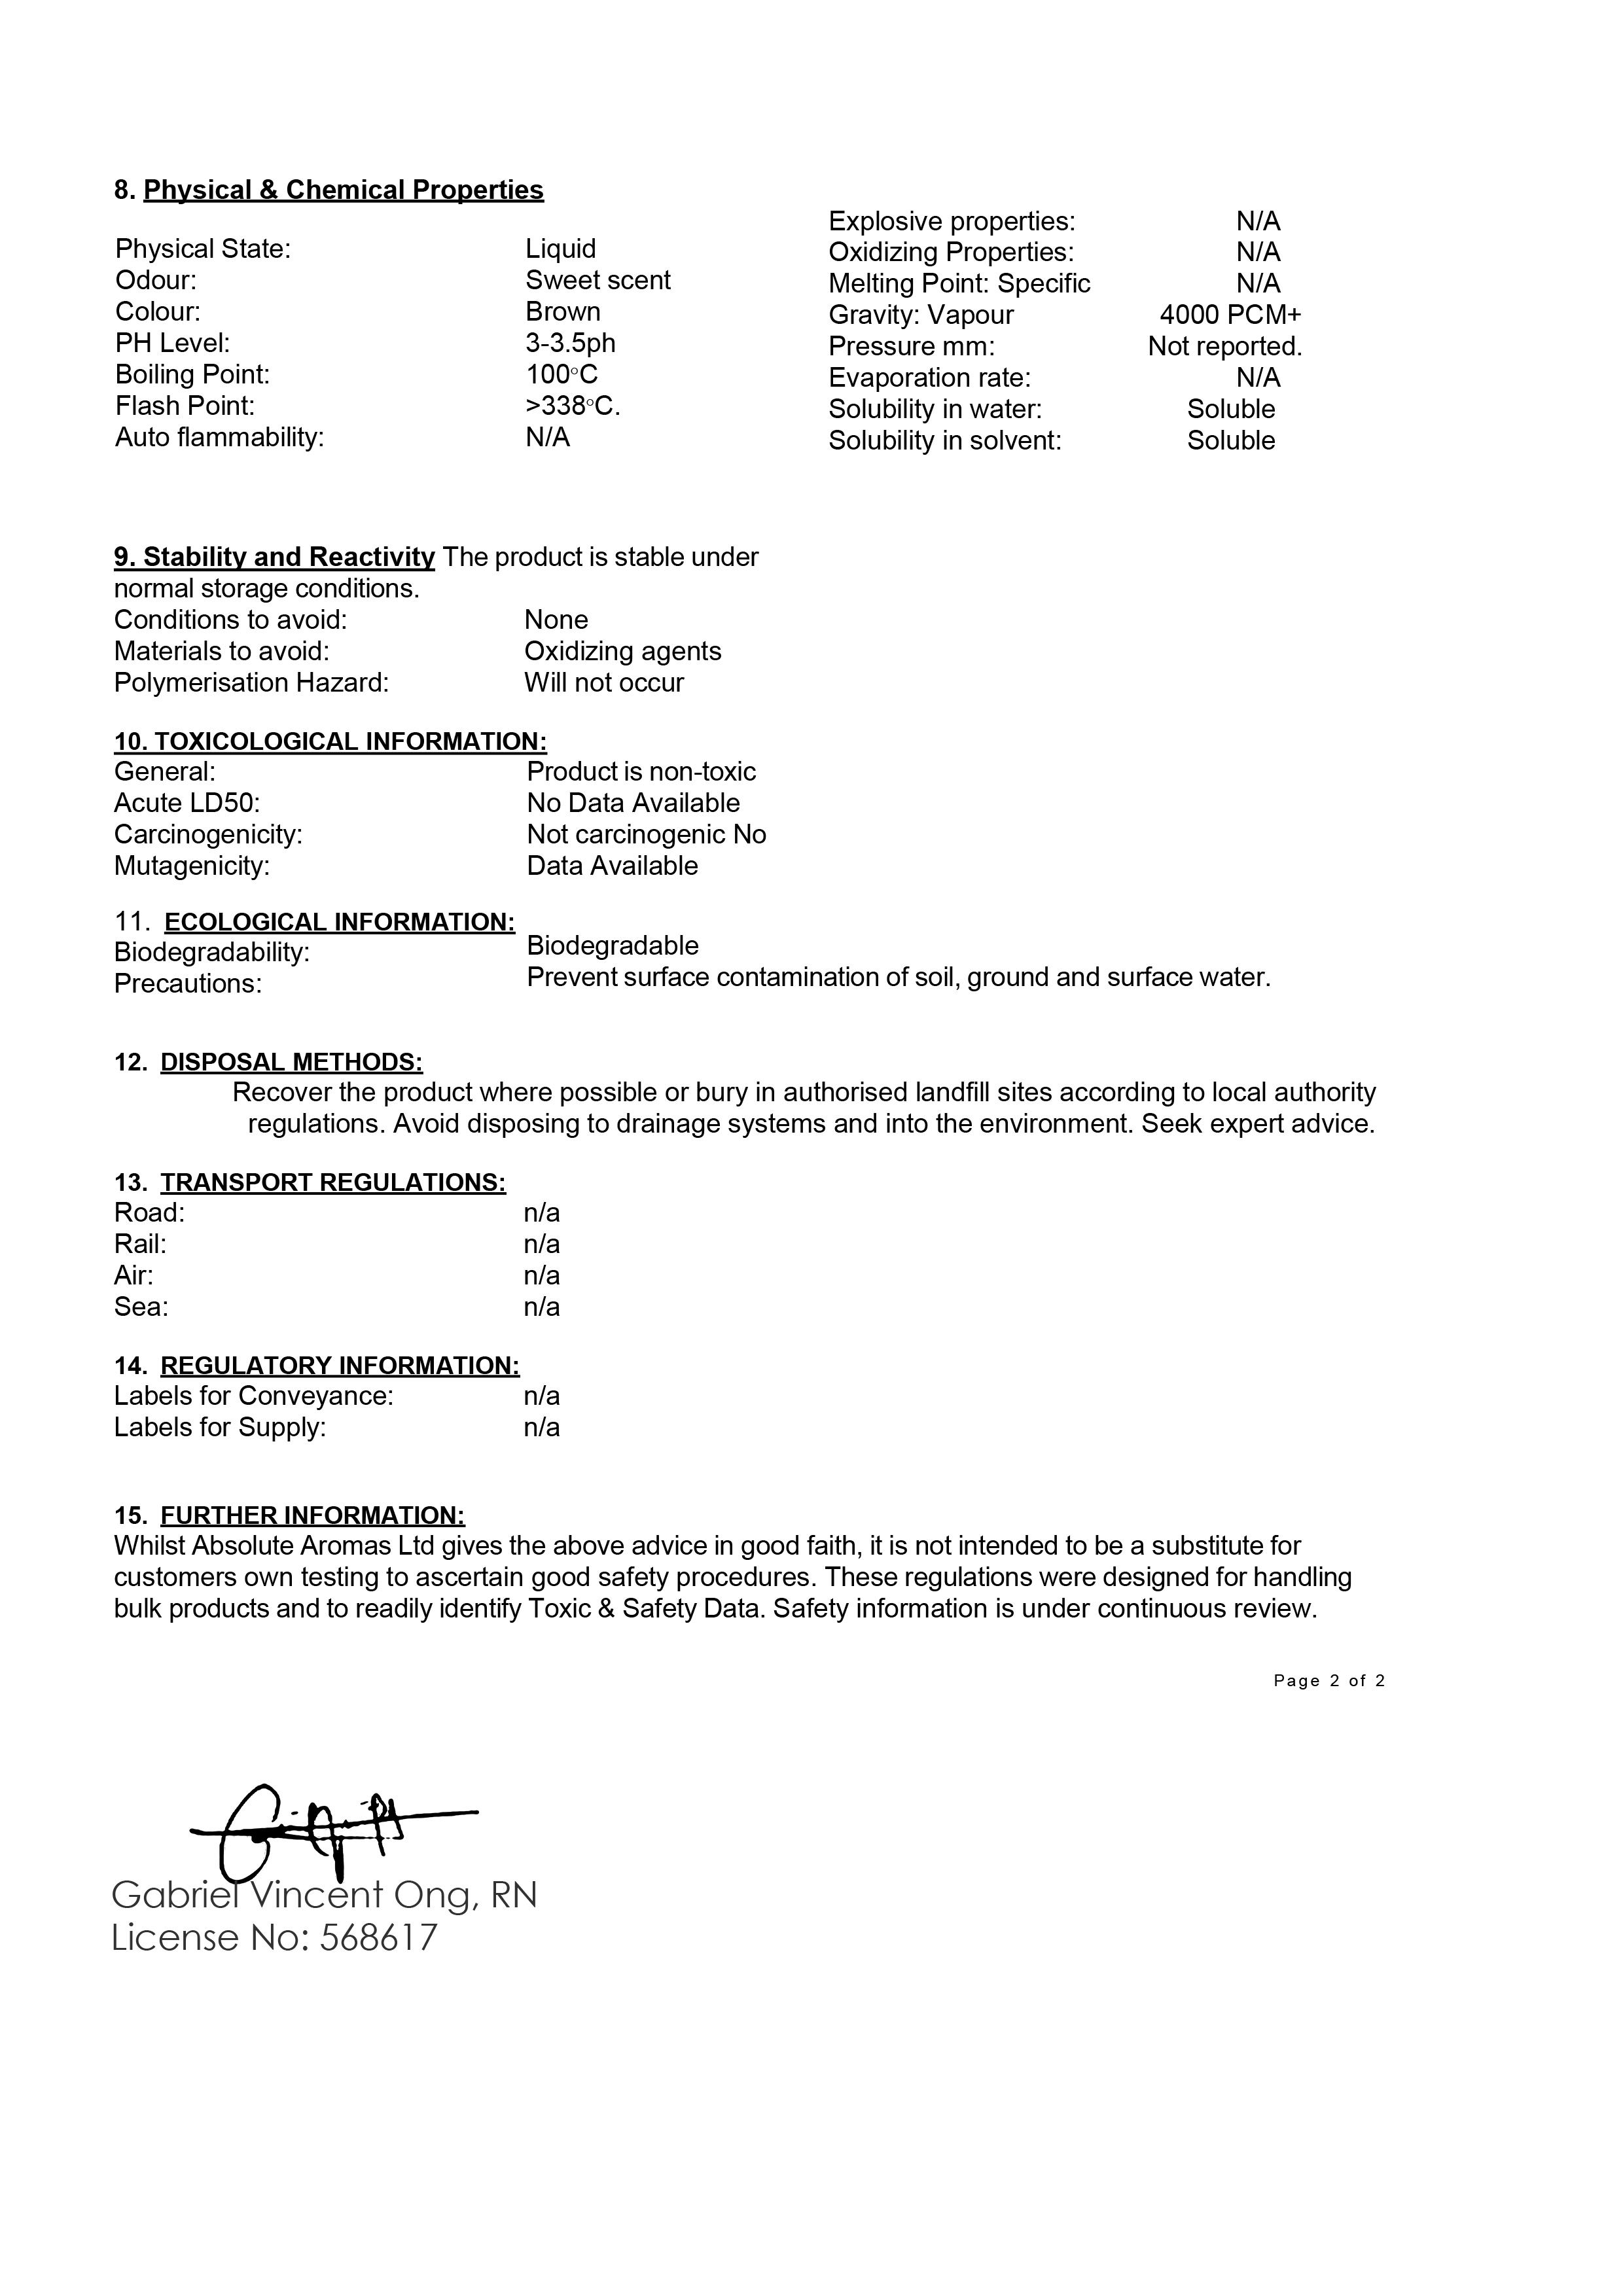 8. Physical & Chemical Properties
Physical State: Liquid
Odour: Sweet scent
Colour: Brown
PH Level: 3-3.5ph
Boiling Point: 100°C
Flash Point: >338°C.
Auto flammability: N/A
Explosive properties: N/A
Oxidizing Properties: N/A
Melting Point: Specific N/A
Gravity: Vapour 4000 PCM+
Pressure mm: Not reported.
Evaporation rate: N/A
Solubility in water: Soluble
Solubility in solvent: Soluble
9. Stability and Reactivity The product is stable under
normal storage conditions.
Conditions to avoid: None
Materials to avoid: Oxidizing agents
Polymerisation Hazard: Will not occur
10. TOXICOLOGICAL INFORMATION:
General: Product is non-toxic
Acute LD50: No Data Available
Carcinogenicity: Not carcinogenic No
Mutagenicity: Data Available
11. ECOLOGICAL INFORMATION:
Biodegradability: Biodegradable
Precautions: Prevent surface contamination of soil, ground and surface water.
12. DISPOSAL METHODS:
Recover the product where possible or bury in authorised landfill sites according to local authority
regulations. Avoid disposing to drainage systems and into the environment. Seek expert advice.
13. TRANSPORT REGULATIONS:
Road: n/a
Rail: n/a
Air: n/a
Sea: n/a
14. REGULATORY INFORMATION:
Labels for Conveyance: n/a
Labels for Supply: n/a
15. FURTHER INFORMATION:
Whilst Absolute Aromas Ltd gives the above advice in good faith, it is not intended to be a substitute for
customers own testing to ascertain good safety procedures. These regulations were designed for handling
bulk products and to readily identify Toxic & Safety Data. Safety information is under continuous review.
Page 2 of 2
Gabriel Vincent Ong, RN
License No: 568617